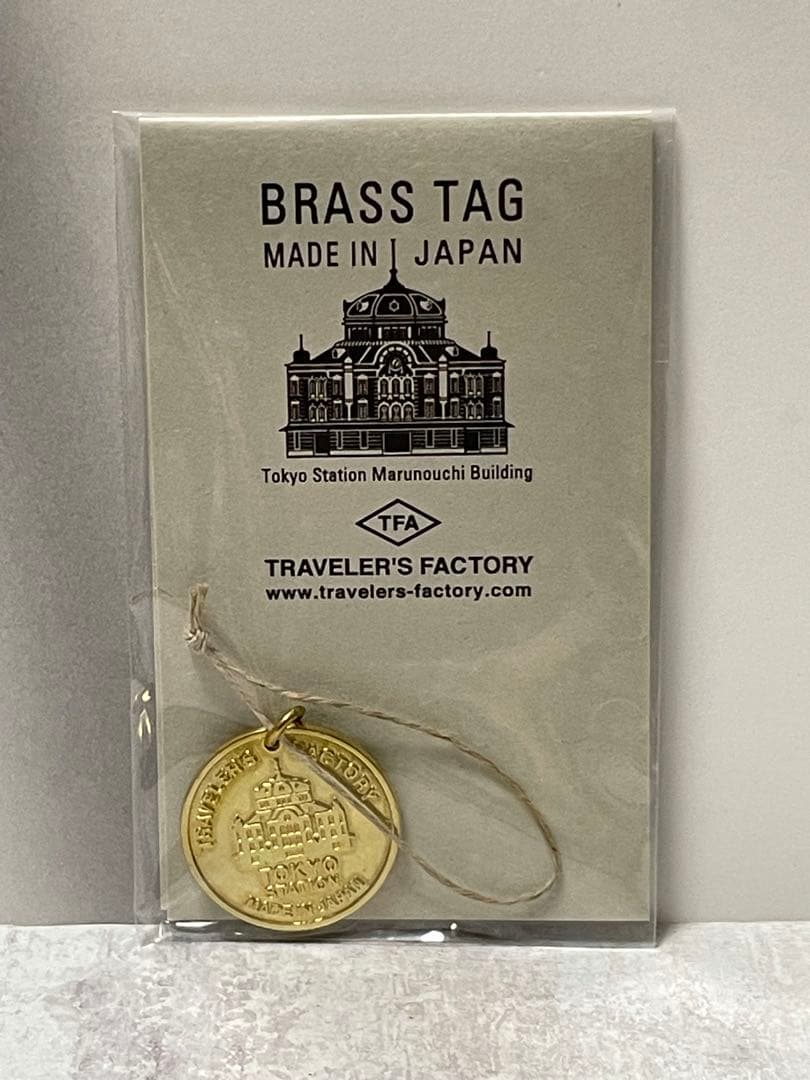 BRASS TAG
MADE IN JAPAN
Tokyo Station Marunouchi Building
TFA
TRAVELER'S FACTORY
www.travelers-factory.com
TRAVELER'S FACTORY
TOKYO
STATION
MADE IN JAPAN